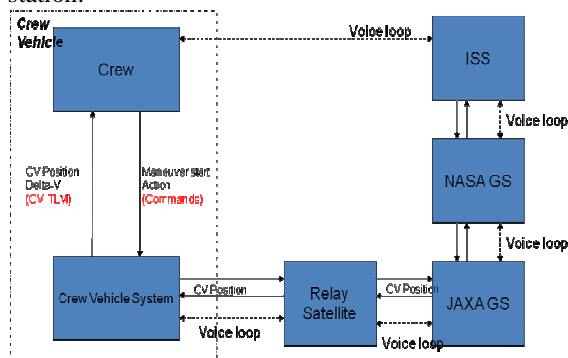 station.
Crew
Vehicle
Crew
Voice loop
ISS
Voice loop
CV Position
Delta-V
(CV TLM)
Maneuver start
Action
(Commands)
NASA GS
Voice loop
Crew Vehicle System
CV Position
Relay
Satellite
CV Position
JAXA GS
Voice loop
Voice loop